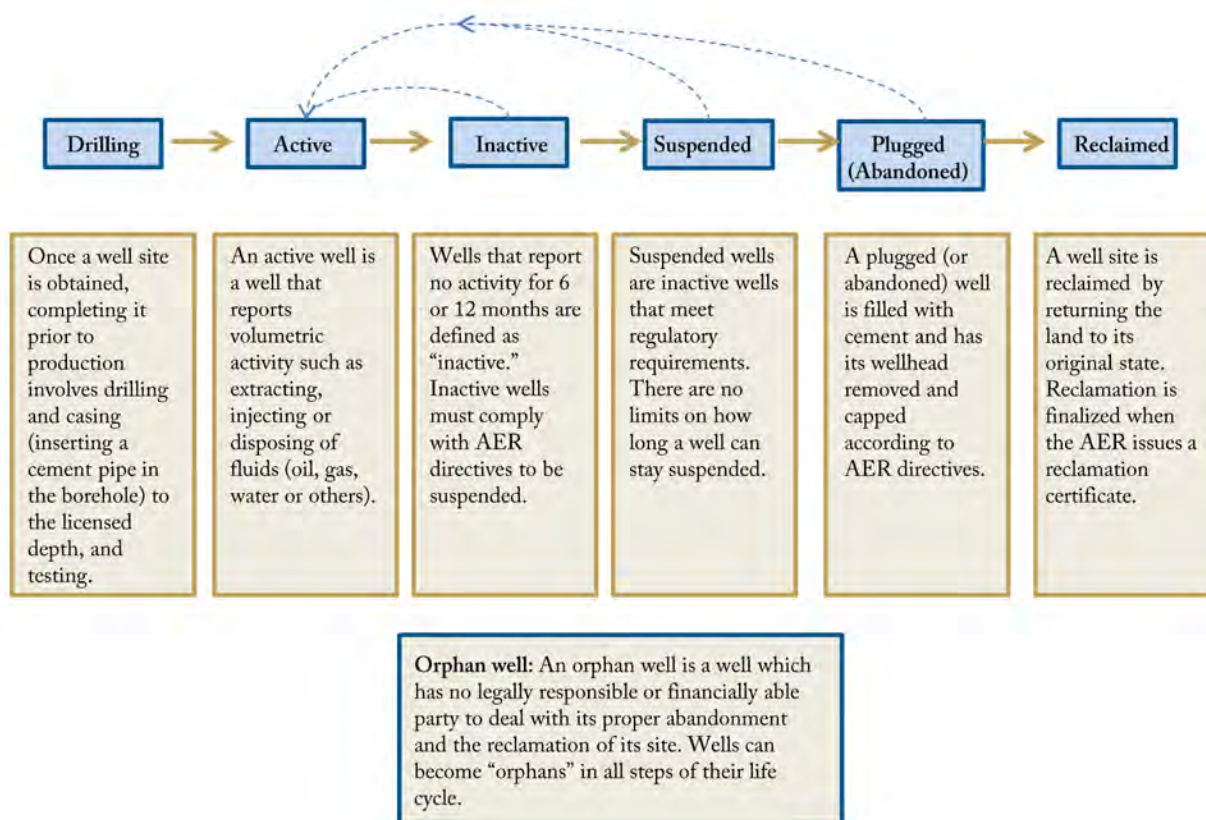 Drilling
Active
Inactive
Suspended
Plugged
(Abandoned)
Reclaimed
Once a well site
is obtained,
completing it
prior to
production
involves drilling
and casing
(inserting a
cement pipe in
the borehole) to
the licensed
depth, and
testing.
An active well is
a well that
reports
volumetric
activity such as
extracting,
injecting or
disposing of
fluids (oil, gas,
water or others).
Wells that report
no activity for 6
or 12 months are
defined as
“inactive.”
Inactive wells
must comply
with AER
directives to be
suspended.
Suspended wells
are inactive wells
that meet
regulatory
requirements.
There are no
limits on how
long a well can
stay suspended.
A plugged (or
abandoned) well
is filled with
cement and has
its wellhead
removed and
capped
according to
AER directives.
A well site is
reclaimed by
returning the
land to its
original state.
Reclamation is
finalized when
the AER issues a
reclamation
certificate.
Orphan well: An orphan well is a well which
has no legally responsible or financially able
party to deal with its proper abandonment
and the reclamation of its site. Wells can
become “orphans” in all steps of their life
cycle.